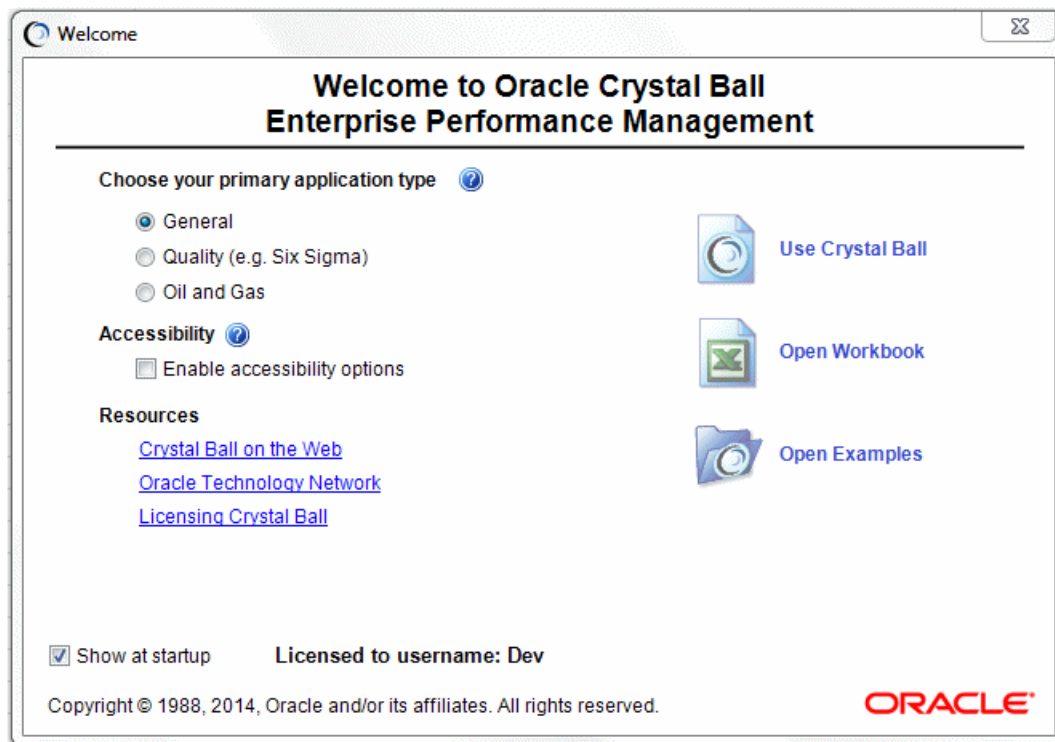 Welcome
Welcome to Oracle Crystal Ball
Enterprise Performance Management
Choose your primary application type
General
Quality (e.g. Six Sigma)
Oil and Gas
Accessibility
Enable accessibility options
Resources
Crystal Ball on the Web
Oracle Technology Network
Licensing Crystal Ball
Use Crystal Ball
Open Workbook
Open Examples
Show at startup
Licensed to username: Dev
Copyright © 1988, 2014, Oracle and/or its affiliates. All rights reserved.
ORACLE